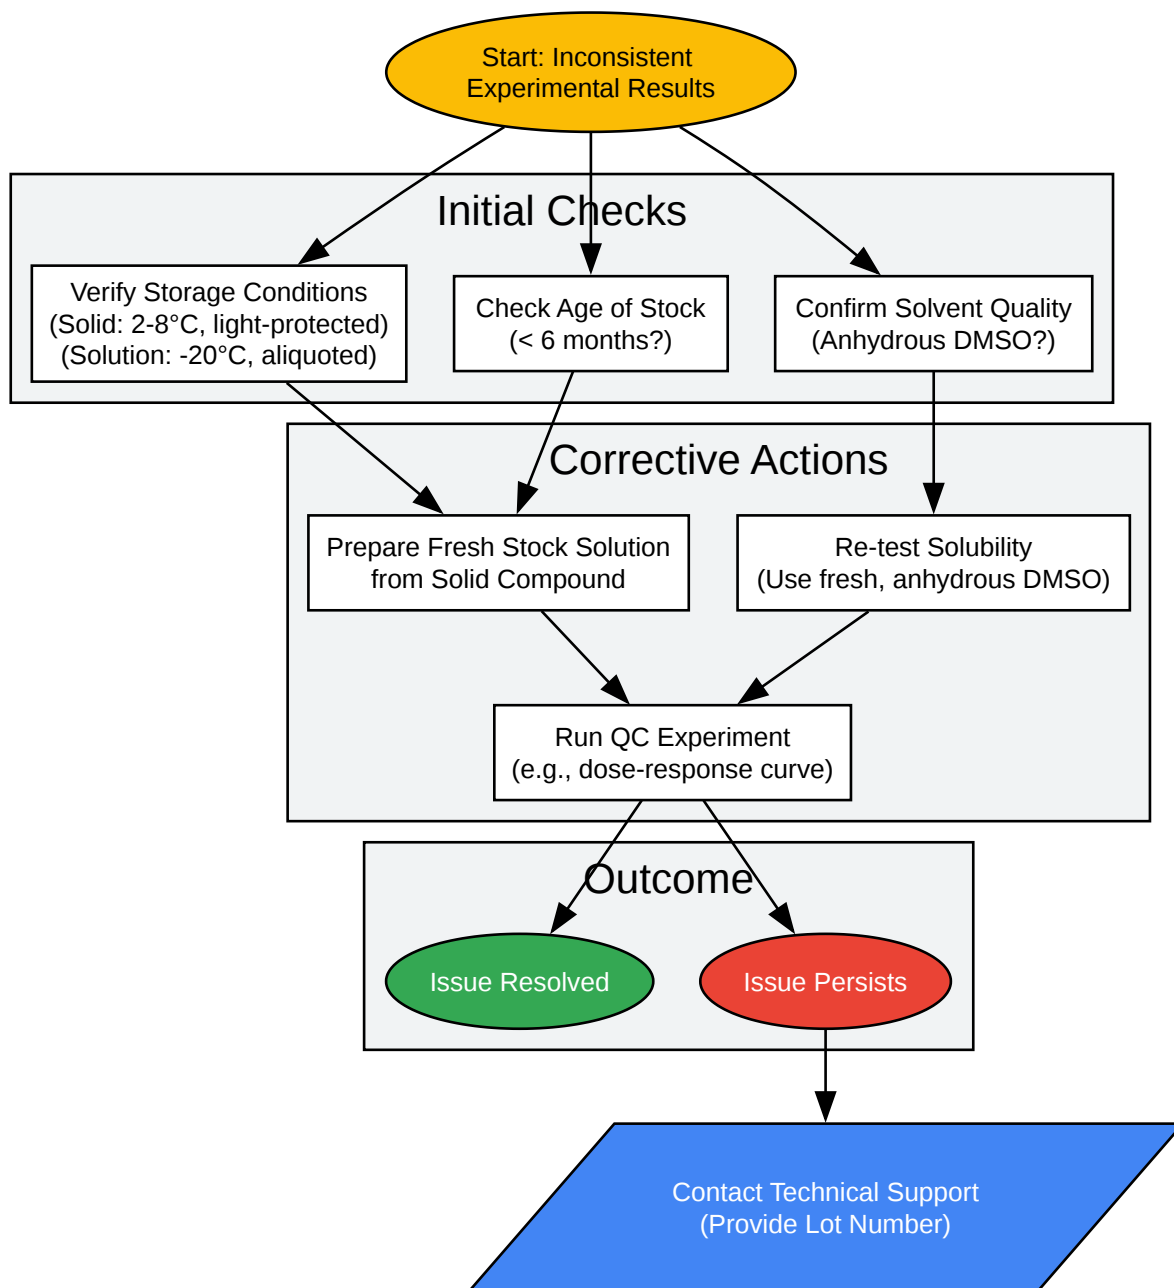 Start: Inconsistent
Experimental Results
Initial Checks
Verify Storage Conditions
(Solid: 2-8°C, light-protected)
(Solution: -20°C, aliquoted)
Check Age of Stock
(< 6 months?)
Confirm Solvent Quality
(Anhydrous DMSO?)
Corrective Actions
Prepare Fresh Stock Solution
from Solid Compound
Re-test Solubility
(Use fresh, anhydrous DMSO)
Run QC Experiment
(e.g., dose-response curve)
Outcome
Issue Resolved
Issue Persists
Contact Technical Support
(Provide Lot Number)